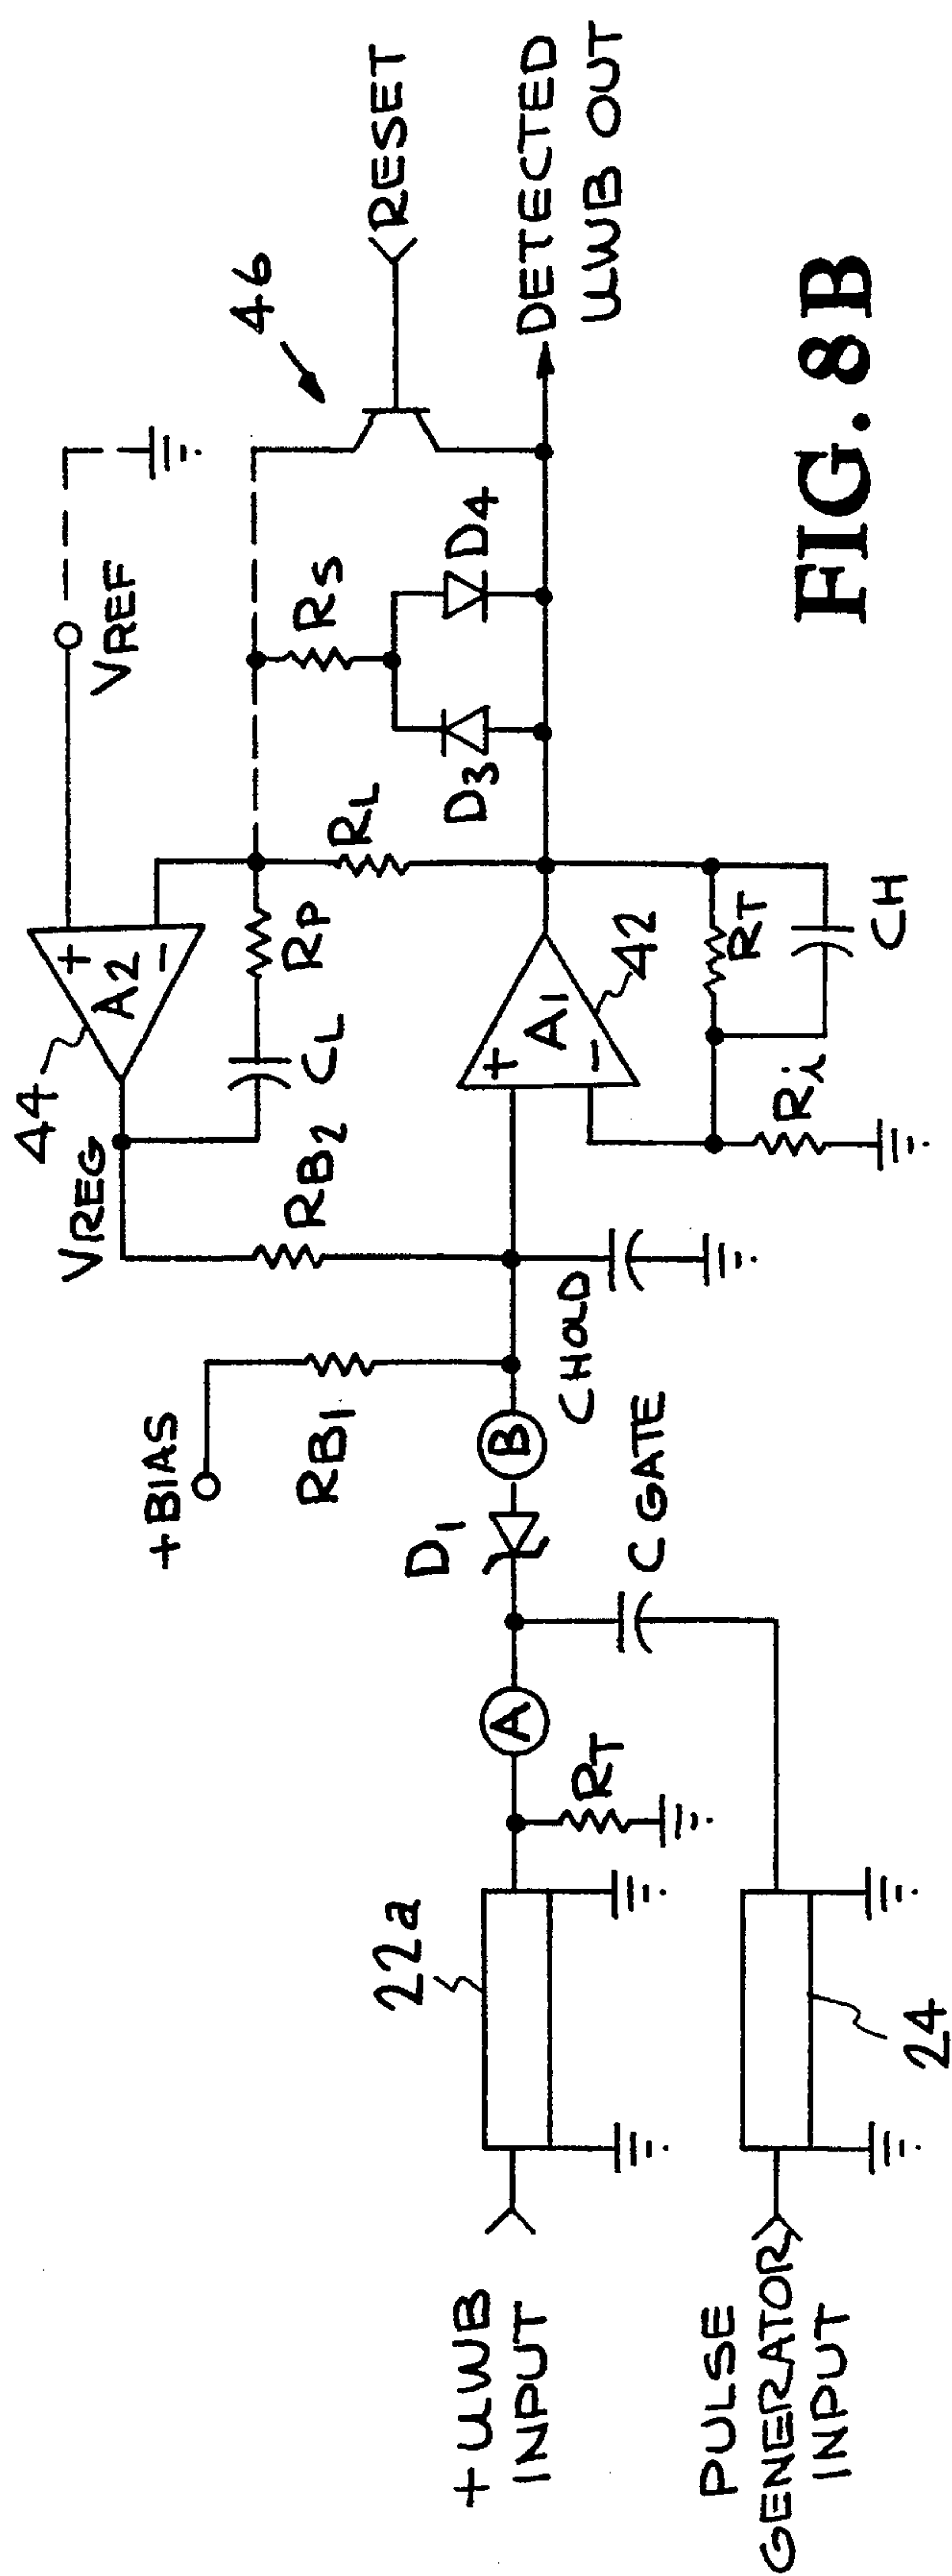 44
A2
+
−
VREF
46
RESET
VREG
CL
RP
RL
RS
D3
D4
DETECTED
UWB OUT
+BIAS
RB1
RB2
A1
+
−
42
RT
CH
Ri
CHOLD
B
D1
CGATE
A
RT
22a
24
+UWB
INPUT
PULSE
GENERATOR
INPUT
FIG. 8B